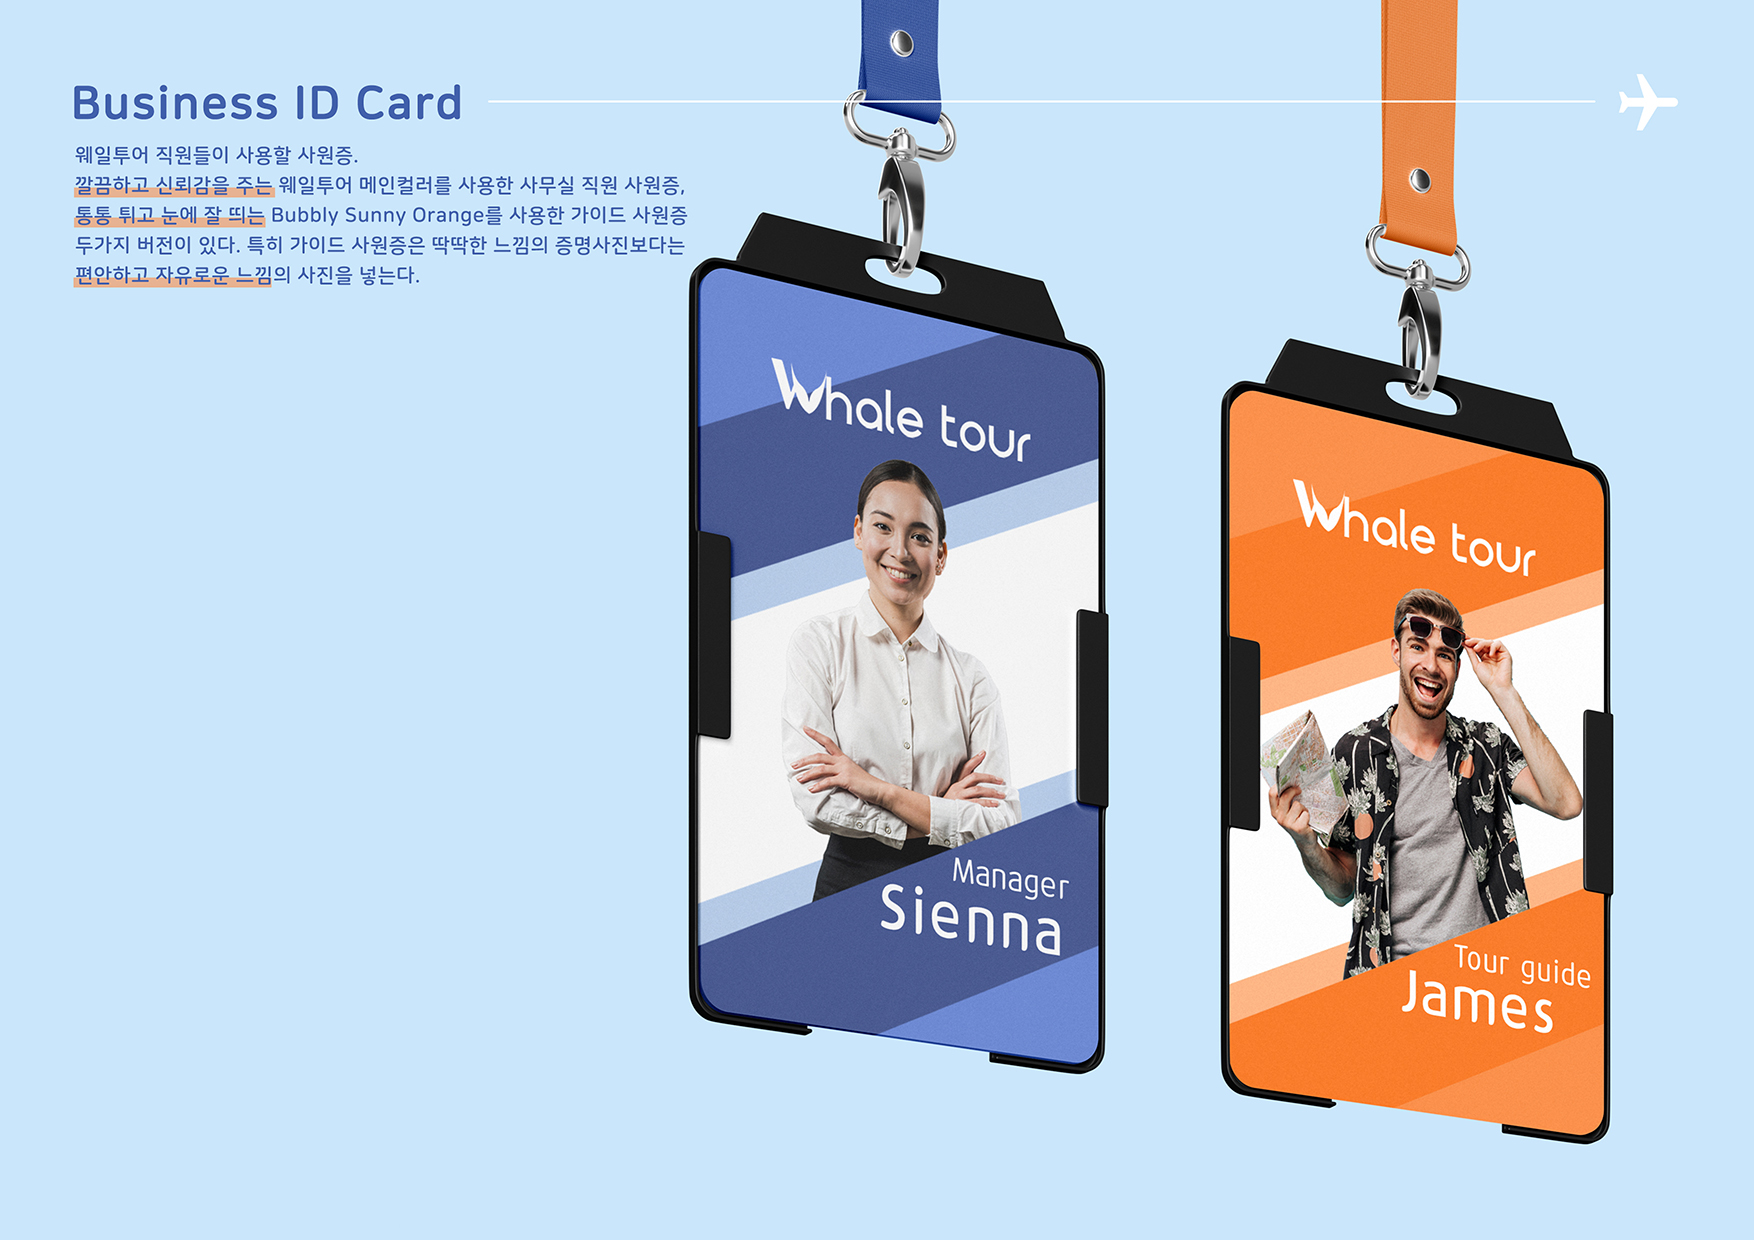 Business ID Card
웨일투어 직원들이 사용할 사원증.
깔끔하고 신뢰감을 주는 웨일투어 메인컬러를 사용한 사무실 직원 사원증,
통통 튀고 눈에 잘 띄는 Bubbly Sunny Orange를 사용한 가이드 사원증
두가지 버전이 있다. 특히 가이드 사원증은 딱딱한 느낌의 증명사진보다는
편안하고 자유로운 느낌의 사진을 넣는다.
Whale tour
Manager
Sienna
Whale tour
Tour guide
James